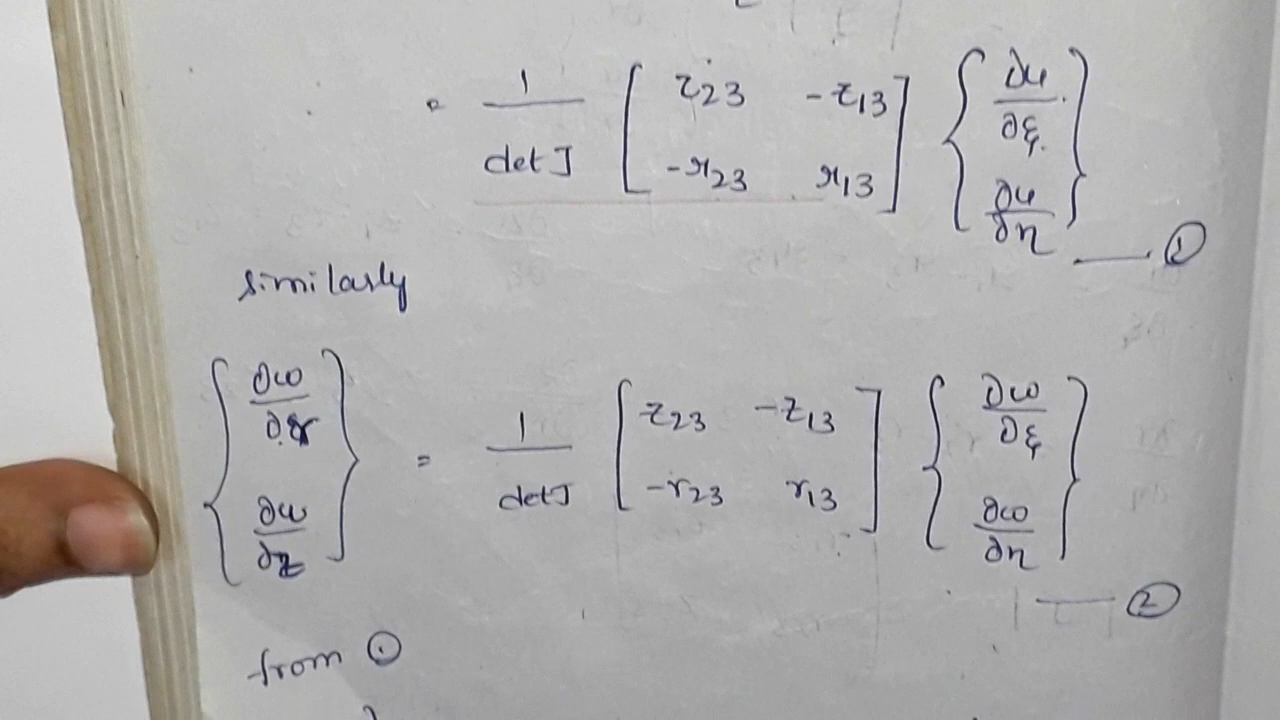 = 1/det J [ z23 -z13 ; -r23 r13 ] { ∂u/∂ξ ; ∂u/∂η } — ①
similarly
{ ∂w/∂r ; ∂w/∂z } = 1/det J [ z23 -z13 ; -r23 r13 ] { ∂w/∂ξ ; ∂w/∂η } — ②
from ①